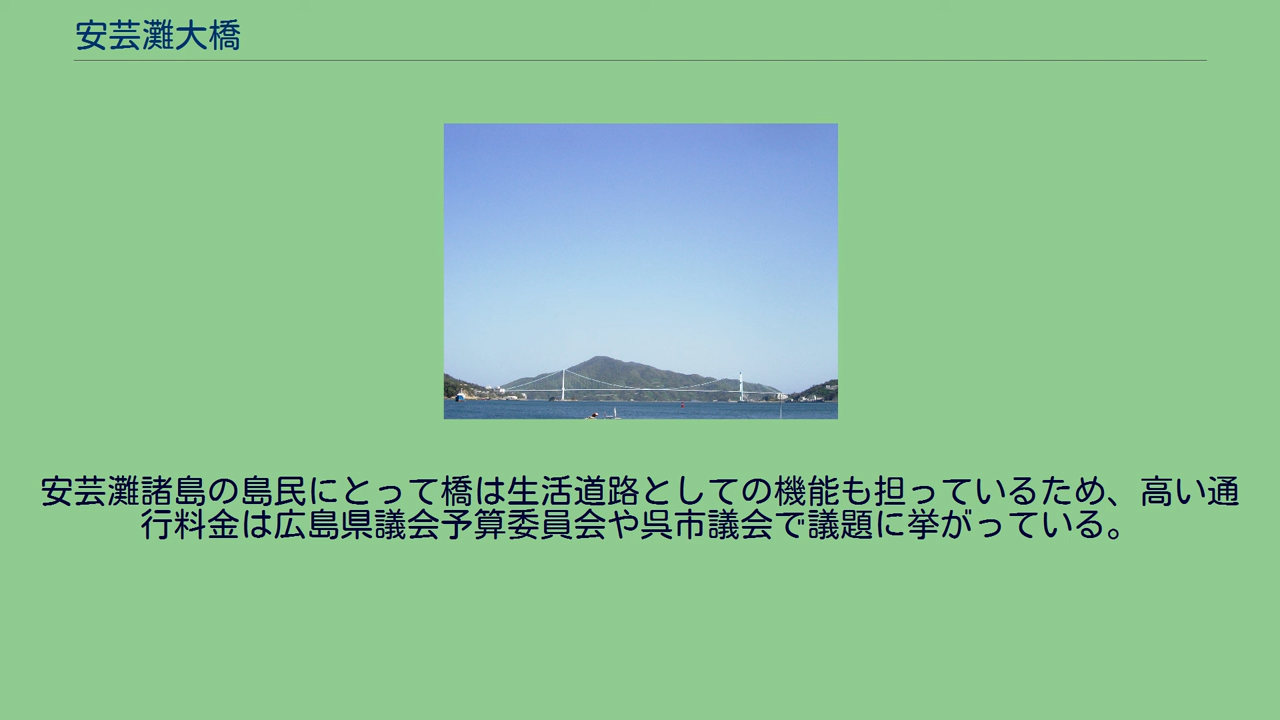 安芸灘大橋
安芸灘諸島の島民にとって橋は生活道路としての機能も担っているため、高い通
行料金は広島県議会予算委員会や呉市議会で議題に挙がっている。